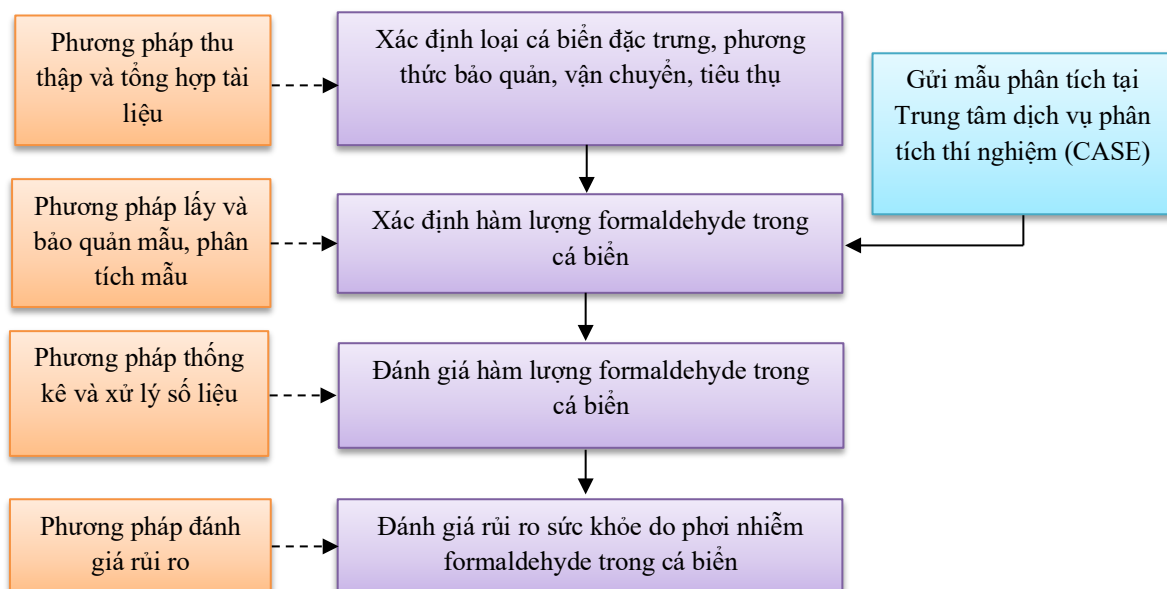 Phương pháp thu
thập và tổng hợp tài
liệu
Xác định loại cá biển đặc trưng, phương
thức bảo quản, vận chuyển, tiêu thụ
Gửi mẫu phân tích tại
Trung tâm dịch vụ phân
tích thí nghiệm (CASE)
Phương pháp lấy và
bảo quản mẫu, phân
tích mẫu
Xác định hàm lượng formaldehyde trong
cá biển
Phương pháp thống
kê và xử lý số liệu
Đánh giá hàm lượng formaldehyde trong
cá biển
Phương pháp đánh
giá rủi ro
Đánh giá rủi ro sức khỏe do phơi nhiễm
formaldehyde trong cá biển